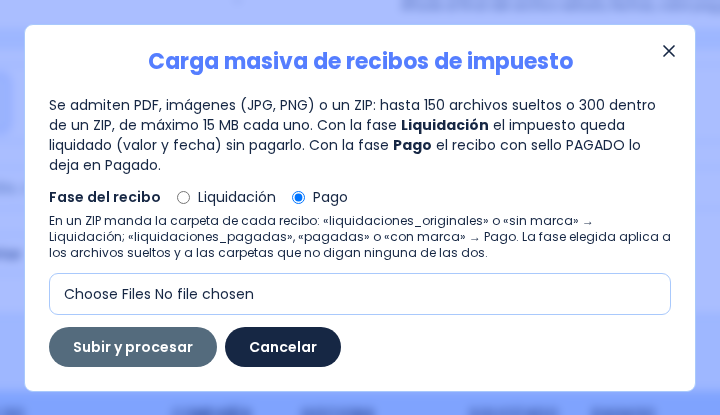 Carga masiva de recibos de impuesto
Se admiten PDF, imágenes (JPG, PNG) o un ZIP: hasta 150 archivos sueltos o 300 dentro
de un ZIP, de máximo 15 MB cada uno. Con la fase Liquidación el impuesto queda
liquidado (valor y fecha) sin pagarlo. Con la fase Pago el recibo con sello PAGADO lo
deja en Pagado.
Fase del recibo Liquidación Pago
En un ZIP manda la carpeta de cada recibo: «liquidaciones_originales» o «sin marca» →
Liquidación; «liquidaciones_pagadas», «pagadas» o «con marca» → Pago. La fase elegida aplica a
los archivos sueltos y a las carpetas que no digan ninguna de las dos.
Choose Files No file chosen
Subir y procesar Cancelar